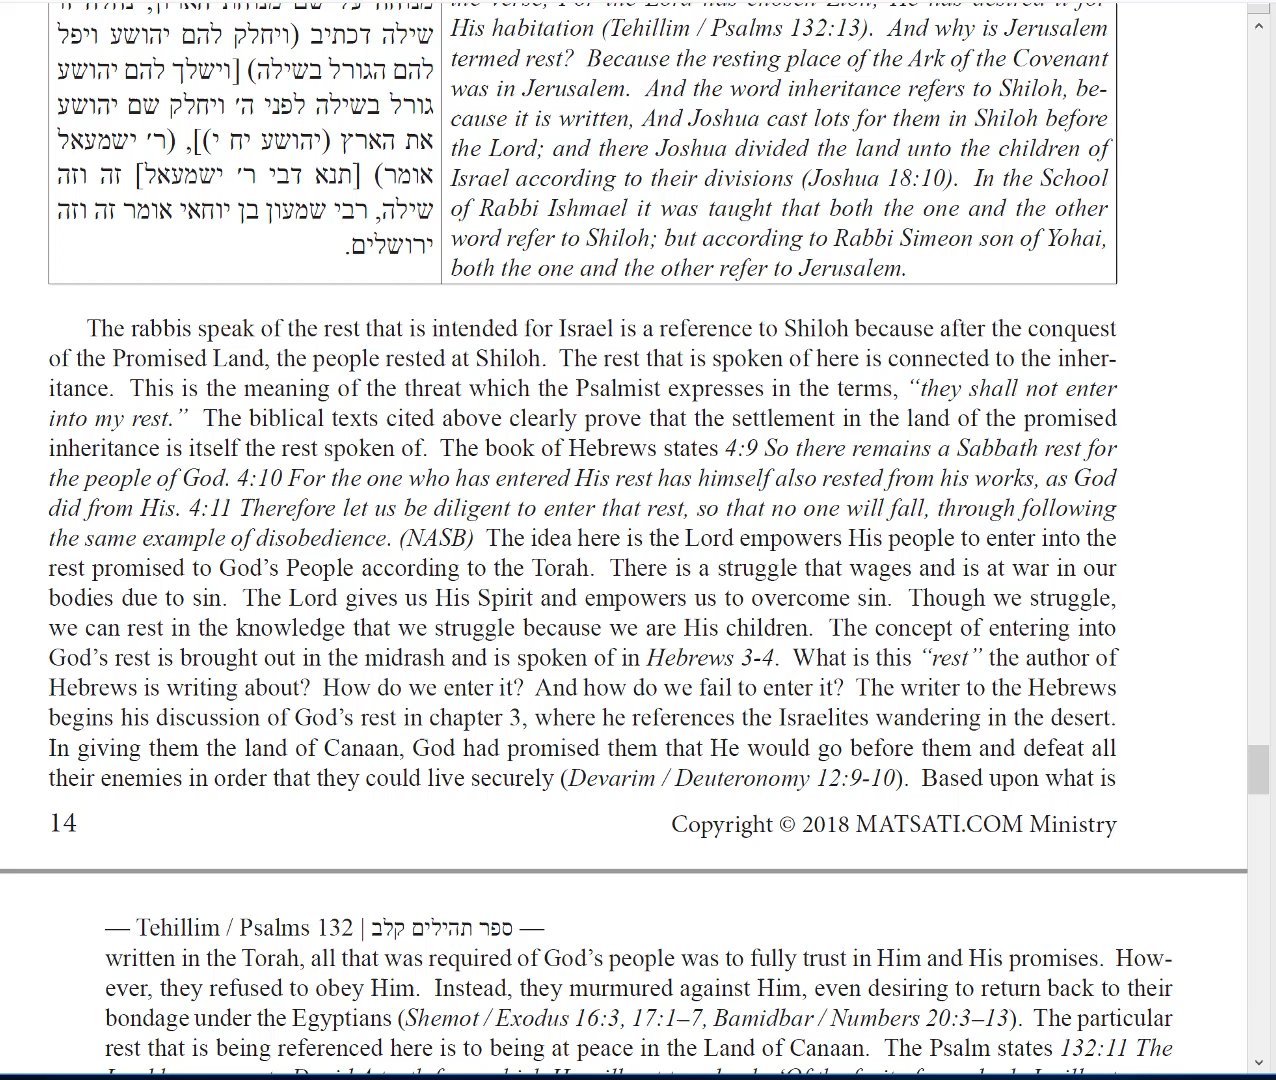 שילה דכתיב (ויחלק להם יהושע ויפל
להם הגורל בשילה) [וישלך להם יהושע
גורל בשילה לפני ה׳ ויחלק שם יהושע
את הארץ (יהושע יח י)], (ר׳ ישמעאל
אומר) [תנא דבי ר׳ ישמעאל] זה וזה
שילה, רבי שמעון בן יוחאי אומר זה וזה
ירושלים.
the verse, For the Lord has chosen Zion, He has desired it for
His habitation (Tehillim / Psalms 132:13).  And why is Jerusalem
termed rest?  Because the resting place of the Ark of the Covenant
was in Jerusalem.  And the word inheritance refers to Shiloh, be-
cause it is written, And Joshua cast lots for them in Shiloh before
the Lord; and there Joshua divided the land unto the children of
Israel according to their divisions (Joshua 18:10).  In the School
of Rabbi Ishmael it was taught that both the one and the other
word refer to Shiloh; but according to Rabbi Simeon son of Yohai,
both the one and the other refer to Jerusalem.
The rabbis speak of the rest that is intended for Israel is a reference to Shiloh because after the conquest
of the Promised Land, the people rested at Shiloh.  The rest that is spoken of here is connected to the inher-
itance.  This is the meaning of the threat which the Psalmist expresses in the terms, “they shall not enter
into my rest.”  The biblical texts cited above clearly prove that the settlement in the land of the promised
inheritance is itself the rest spoken of.  The book of Hebrews states 4:9 So there remains a Sabbath rest for
the people of God. 4:10 For the one who has entered His rest has himself also rested from his works, as God
did from His. 4:11 Therefore let us be diligent to enter that rest, so that no one will fall, through following
the same example of disobedience. (NASB)  The idea here is the Lord empowers His people to enter into the
rest promised to God’s People according to the Torah.  There is a struggle that wages and is at war in our
bodies due to sin.  The Lord gives us His Spirit and empowers us to overcome sin.  Though we struggle,
we can rest in the knowledge that we struggle because we are His children.  The concept of entering into
God’s rest is brought out in the midrash and is spoken of in Hebrews 3-4.  What is this “rest” the author of
Hebrews is writing about?  How do we enter it?  And how do we fail to enter it?  The writer to the Hebrews
begins his discussion of God’s rest in chapter 3, where he references the Israelites wandering in the desert.
In giving them the land of Canaan, God had promised them that He would go before them and defeat all
their enemies in order that they could live securely (Devarim / Deuteronomy 12:9-10).  Based upon what is
14 Copyright © 2018 MATSATI.COM Ministry
— Tehillim / Psalms 132 | ספר תהילים קלב —
written in the Torah, all that was required of God’s people was to fully trust in Him and His promises.  How-
ever, they refused to obey Him.  Instead, they murmured against Him, even desiring to return back to their
bondage under the Egyptians (Shemot / Exodus 16:3, 17:1–7, Bamidbar / Numbers 20:3–13).  The particular
rest that is being referenced here is to being at peace in the Land of Canaan.  The Psalm states 132:11 The